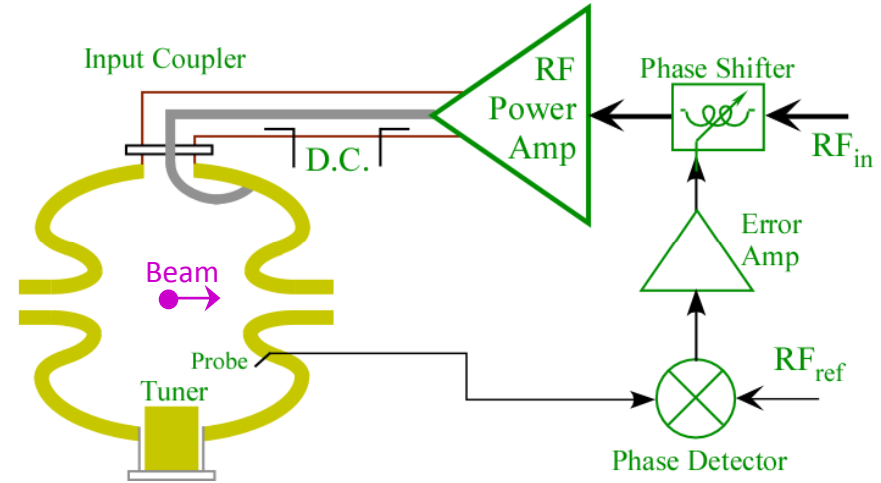 Input Coupler
RF
Power
Amp
Phase Shifter
RF_in
D.C.
Error
Amp
Beam
Probe
RF_ref
Tuner
Phase Detector